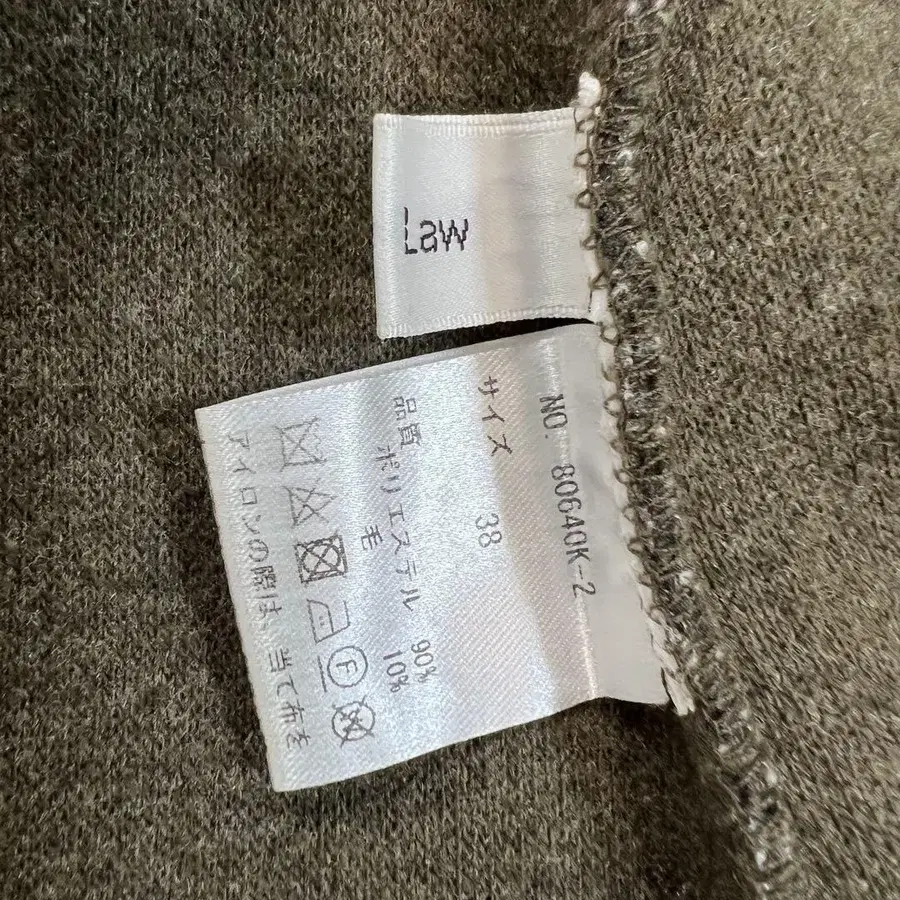 Law
NO. 80640K-2
サイズ 38
品質 ポリエステル 90%
毛 10%
F
アイロンの際は、当て布を